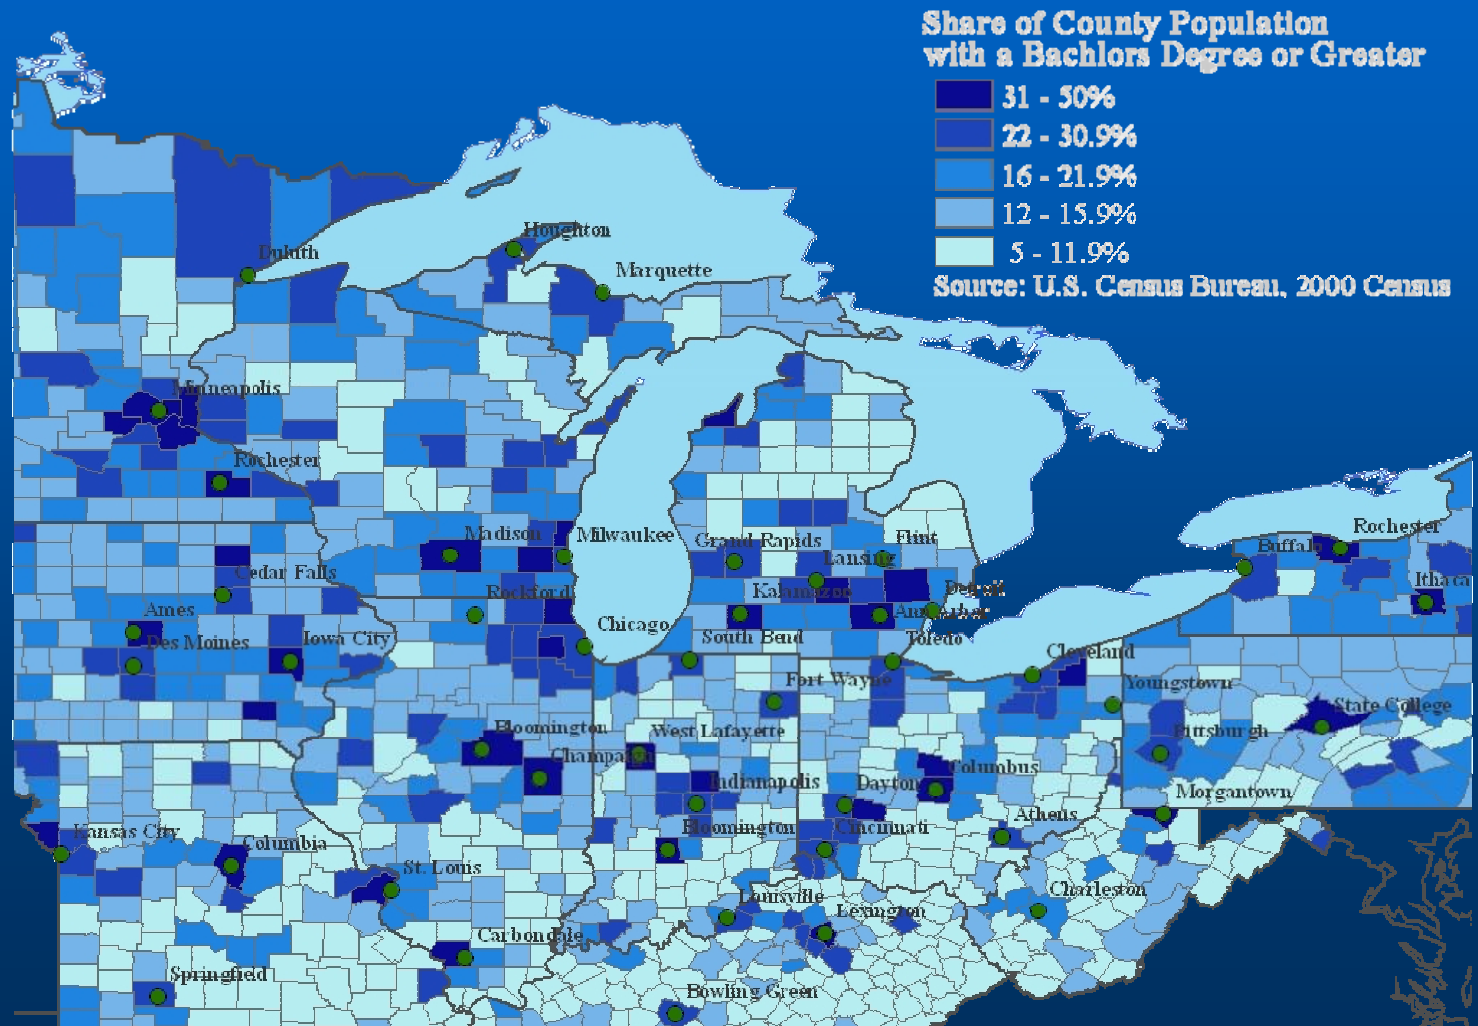 Share of County Population
with a Bachlors Degree or Greater
31 - 50%
22 - 30.9%
16 - 21.9%
12 - 15.9%
5 - 11.9%
Source: U.S. Census Bureau, 2000 Census
Houghton
Duluth
Marquette
Minneapolis
Rochester
Rochester
Madison
Milwaukee
Grand Rapids
Flint
Buffalo
Lansing
Cedar Falls
Ithaca
Rockford
Kalamazoo
Detroit
Ames
Ann Arbor
Chicago
Des Moines
Iowa City
South Bend
Toledo
Cleveland
Fort Wayne
Youngstown
State College
Bloomington
West Lafayette
Pittsburgh
Champaign
Columbus
Indianapolis
Dayton
Morgantown
Athens
Kansas City
Bloomington
Cincinnati
Columbia
St. Louis
Charleston
Louisville
Lexington
Carbondale
Springfield
Bowling Green